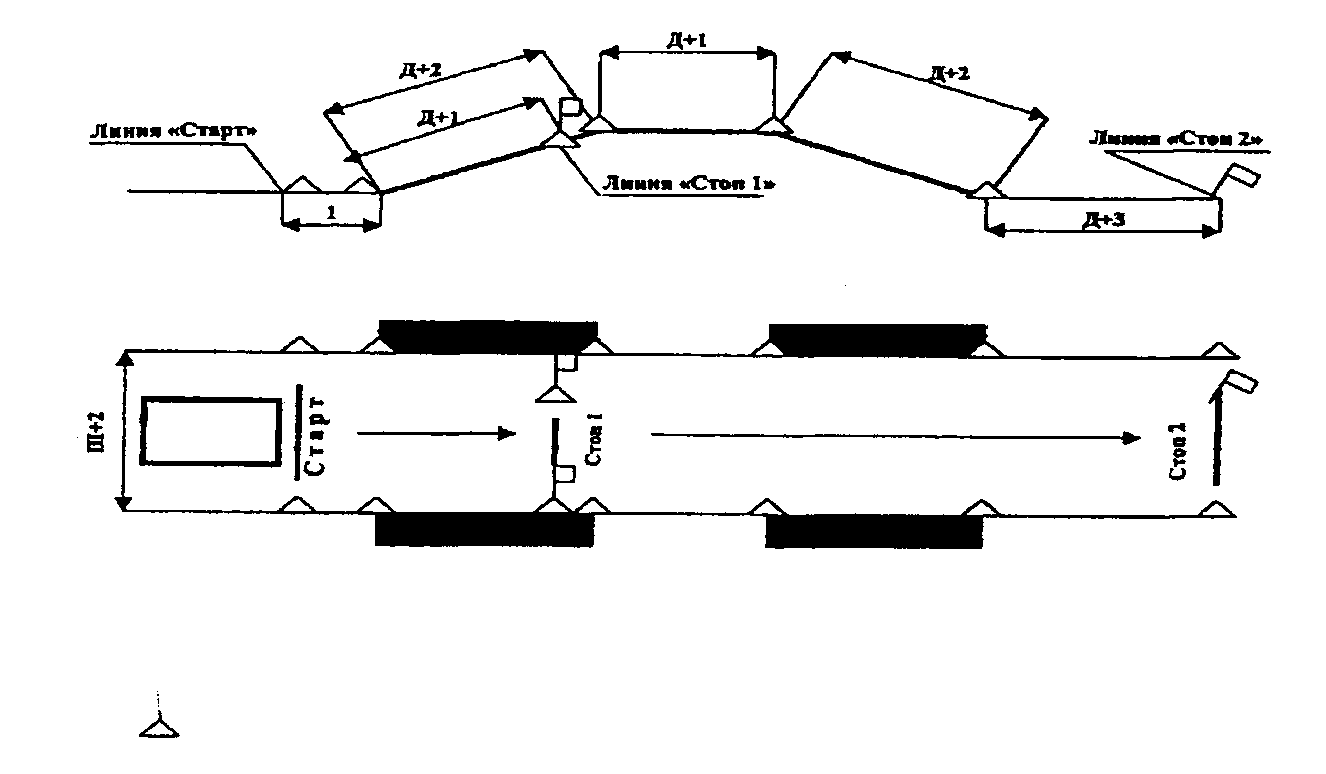 Д+1
Д+2
Д+2
Д+1
Линия «Старт»
Линия «Стоп 2»
Линия «Стоп 1»
1
Д+3
Ш+2
Старт
Стоп 1
Стоп 2